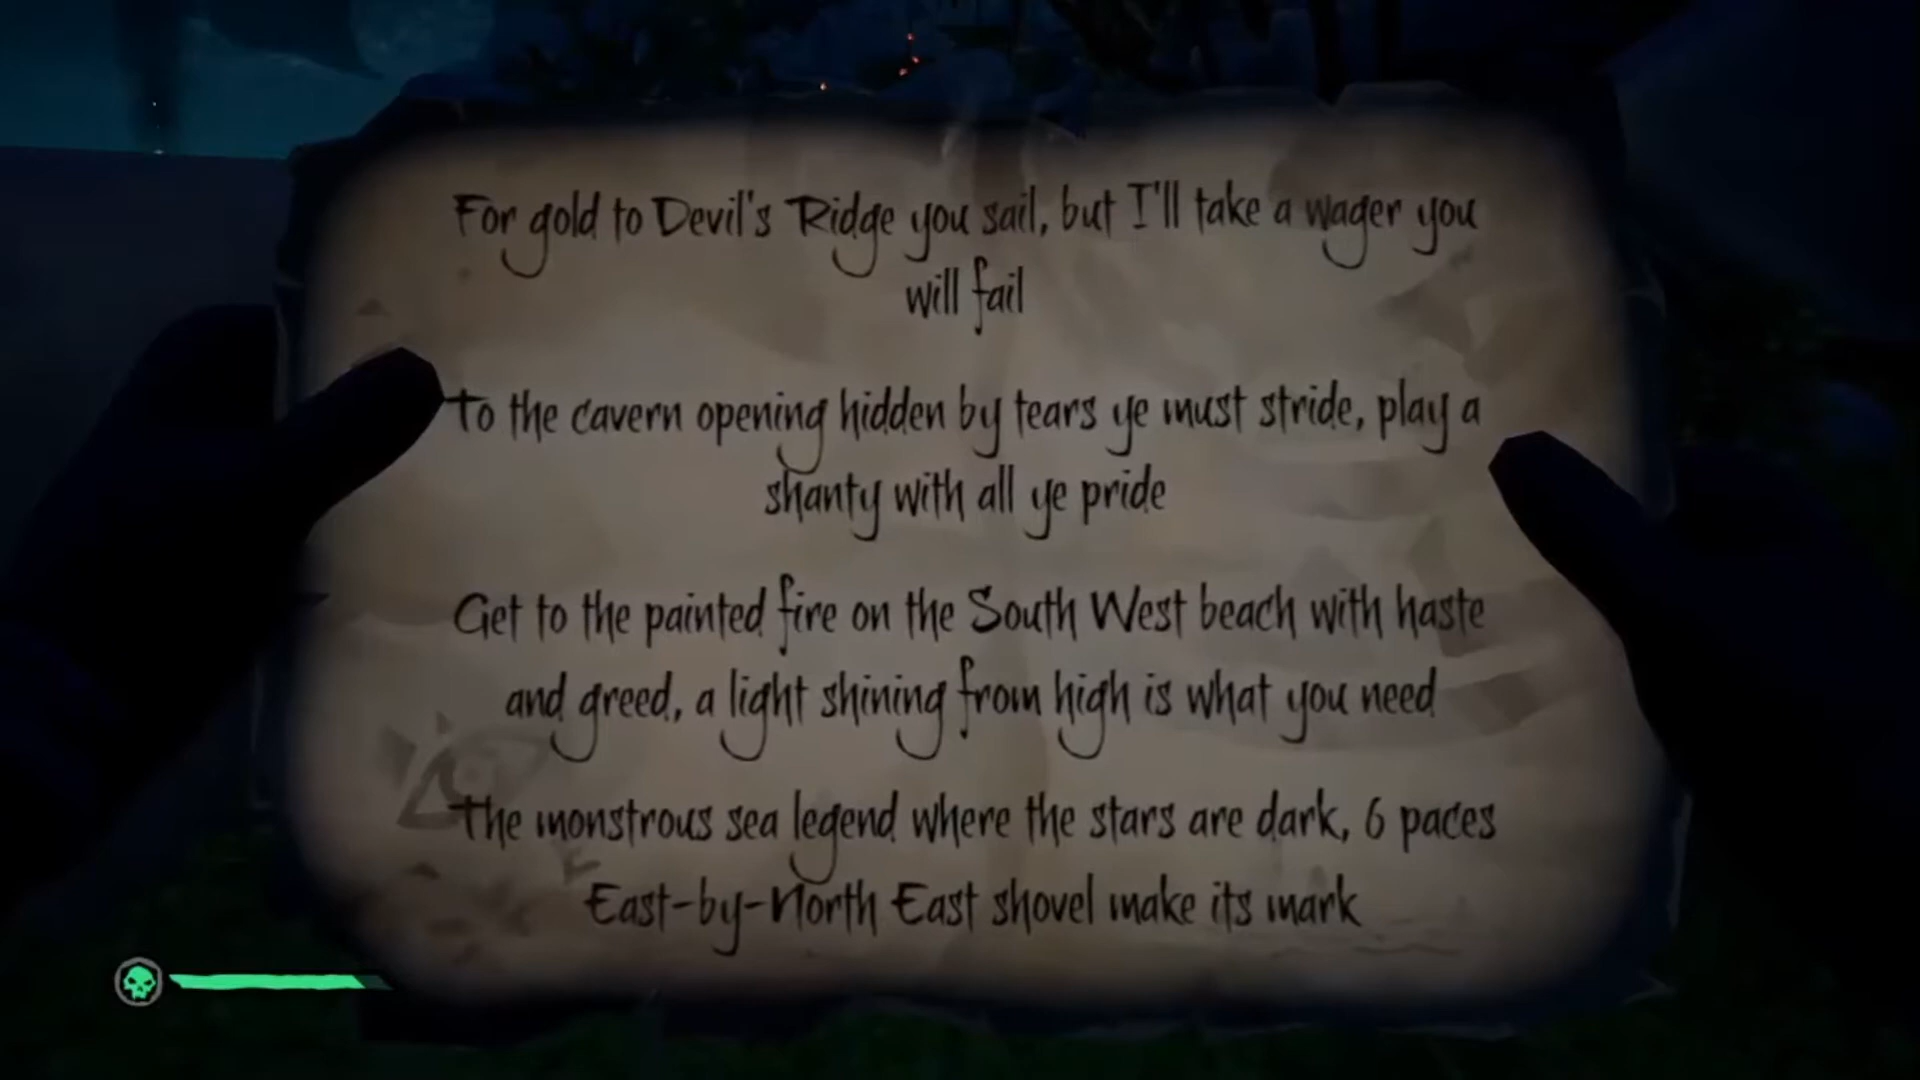 For gold to Devil's Ridge you sail, but I'll take a wager you
will fail
To the cavern opening hidden by tears ye must stride, play a
shanty with all ye pride
Get to the painted fire on the South West beach with haste
and greed, a light shining from high is what you need
The monstrous sea legend where the stars are dark, 6 paces
East-by-North East shovel make its mark